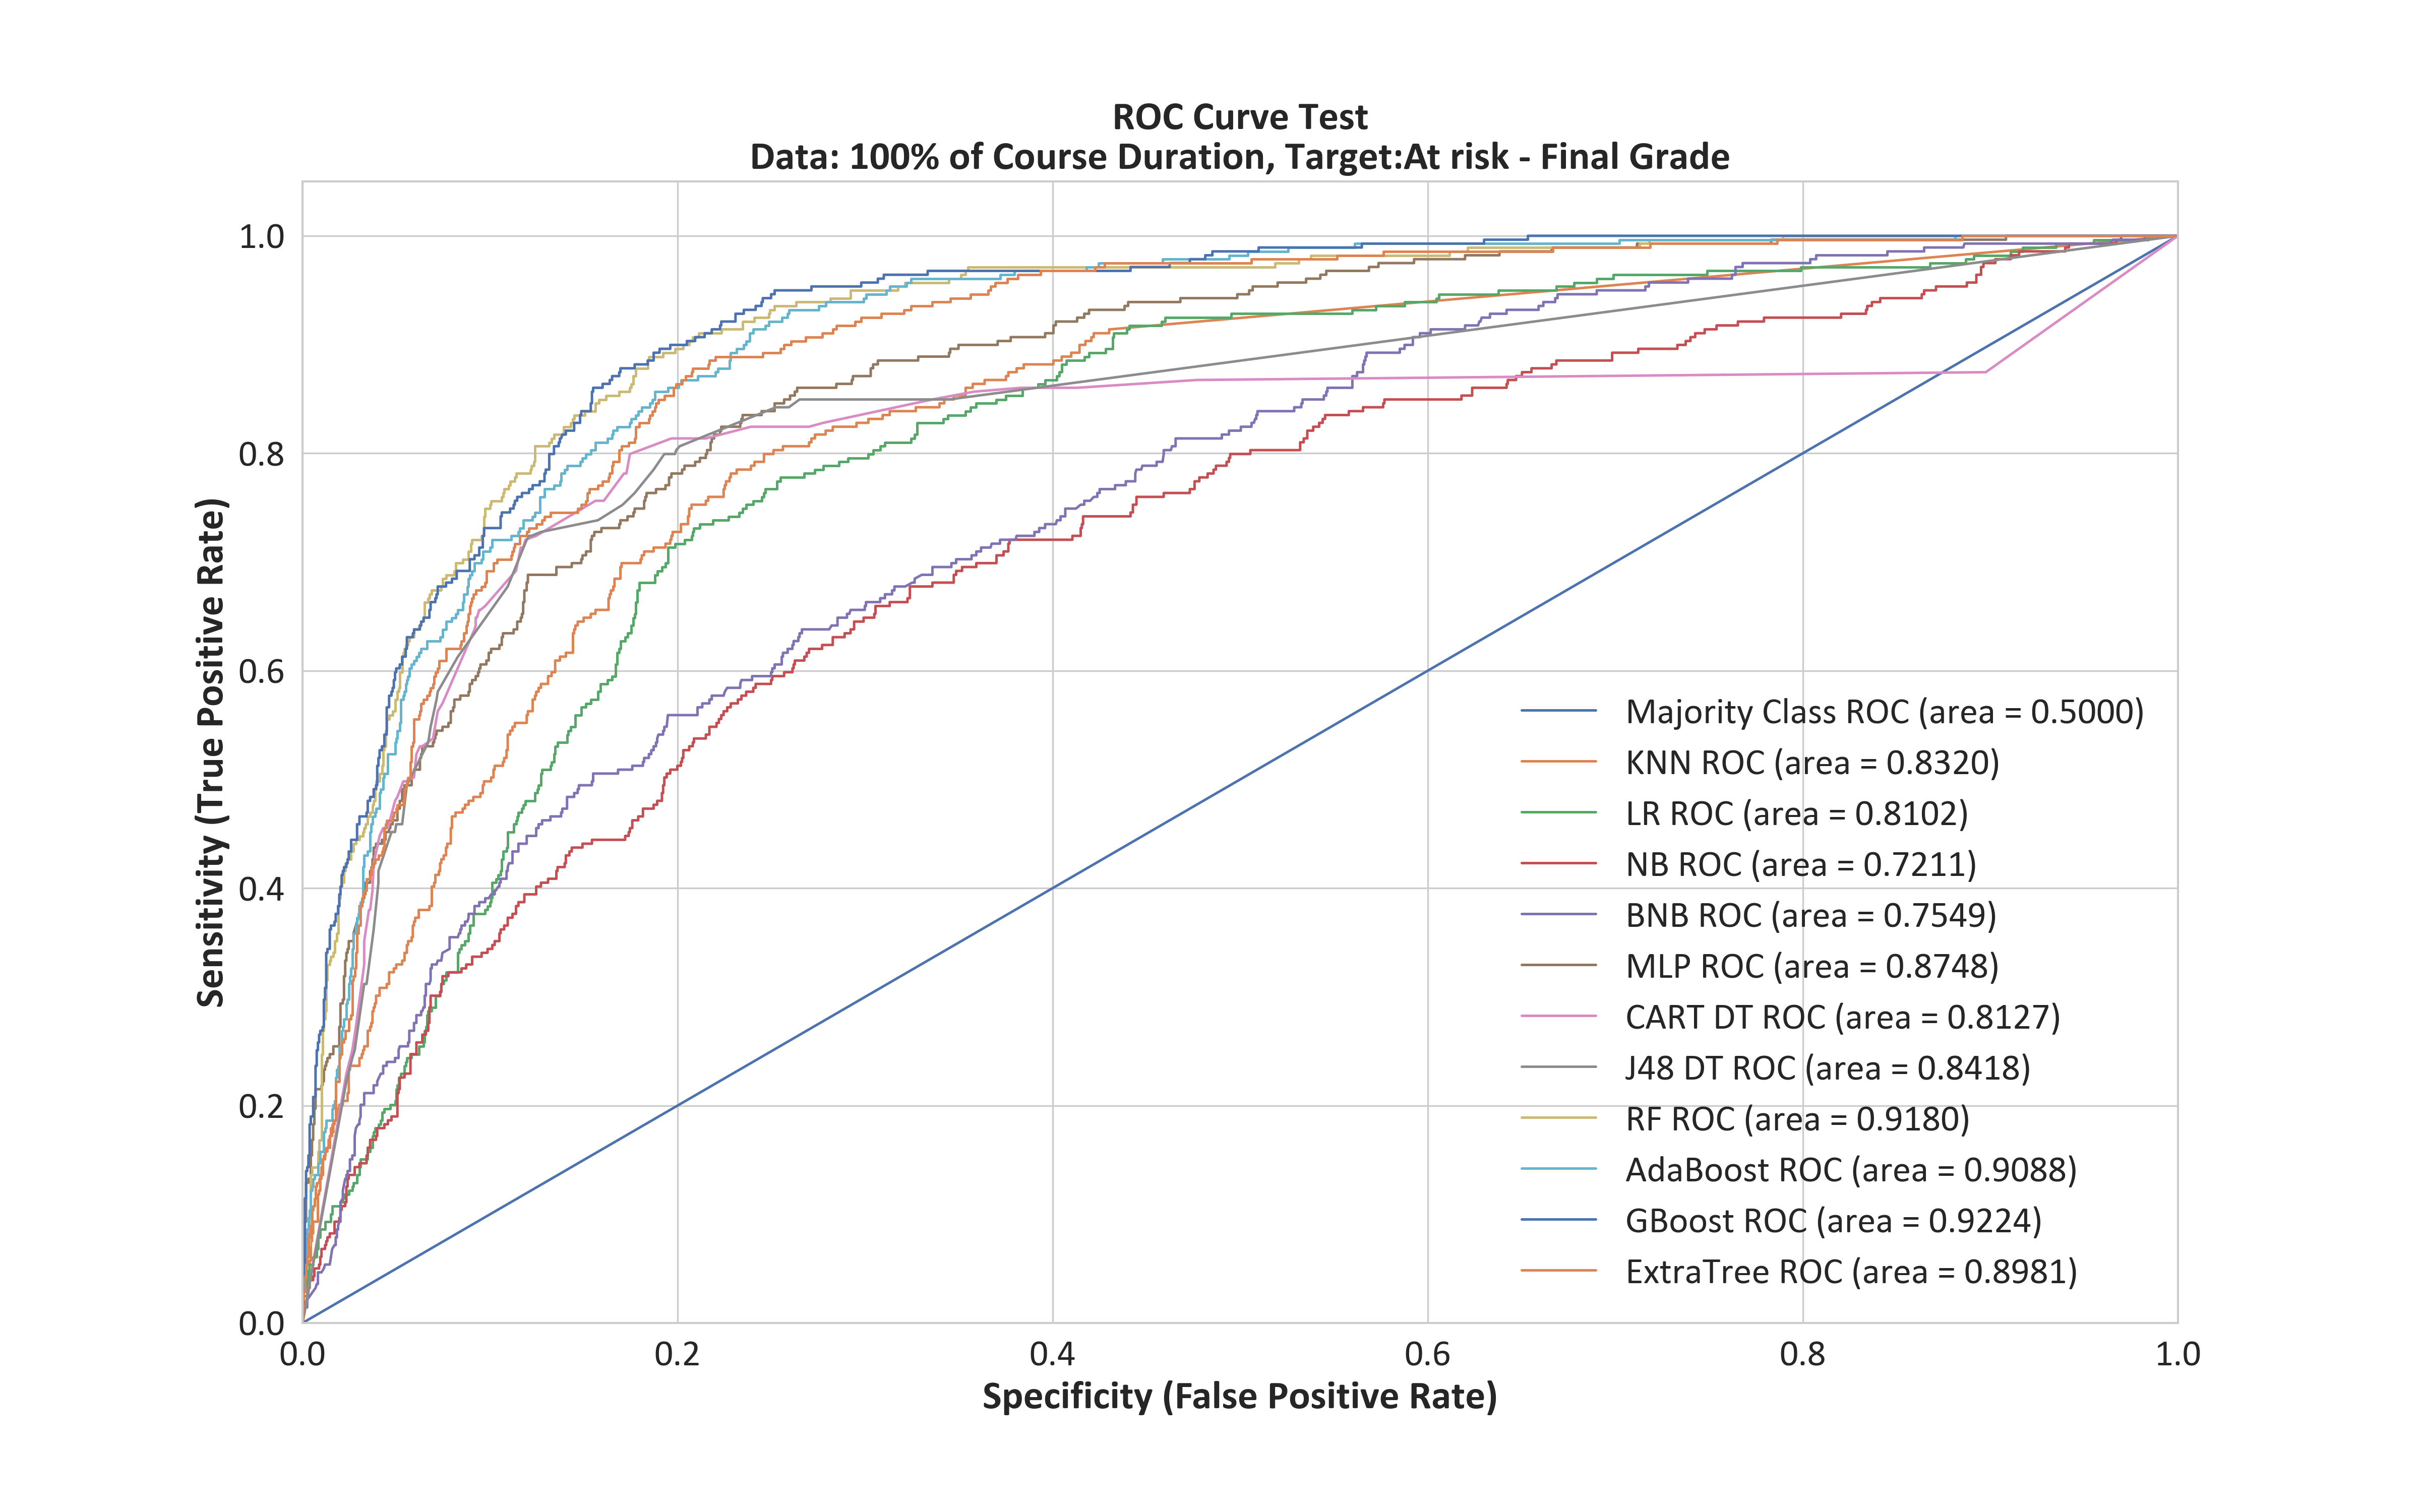 ROC Curve Test
Data: 100% of Course Duration, Target:At risk - Final Grade
Sensitivity (True Positive Rate)
1.0
0.8
0.6
0.4
0.2
0.0
0.0 0.2 0.4 0.6 0.8 1.0
Specificity (False Positive Rate)
Majority Class ROC (area = 0.5000)
KNN ROC (area = 0.8320)
LR ROC (area = 0.8102)
NB ROC (area = 0.7211)
BNB ROC (area = 0.7549)
MLP ROC (area = 0.8748)
CART DT ROC (area = 0.8127)
J48 DT ROC (area = 0.8418)
RF ROC (area = 0.9180)
AdaBoost ROC (area = 0.9088)
GBoost ROC (area = 0.9224)
ExtraTree ROC (area = 0.8981)